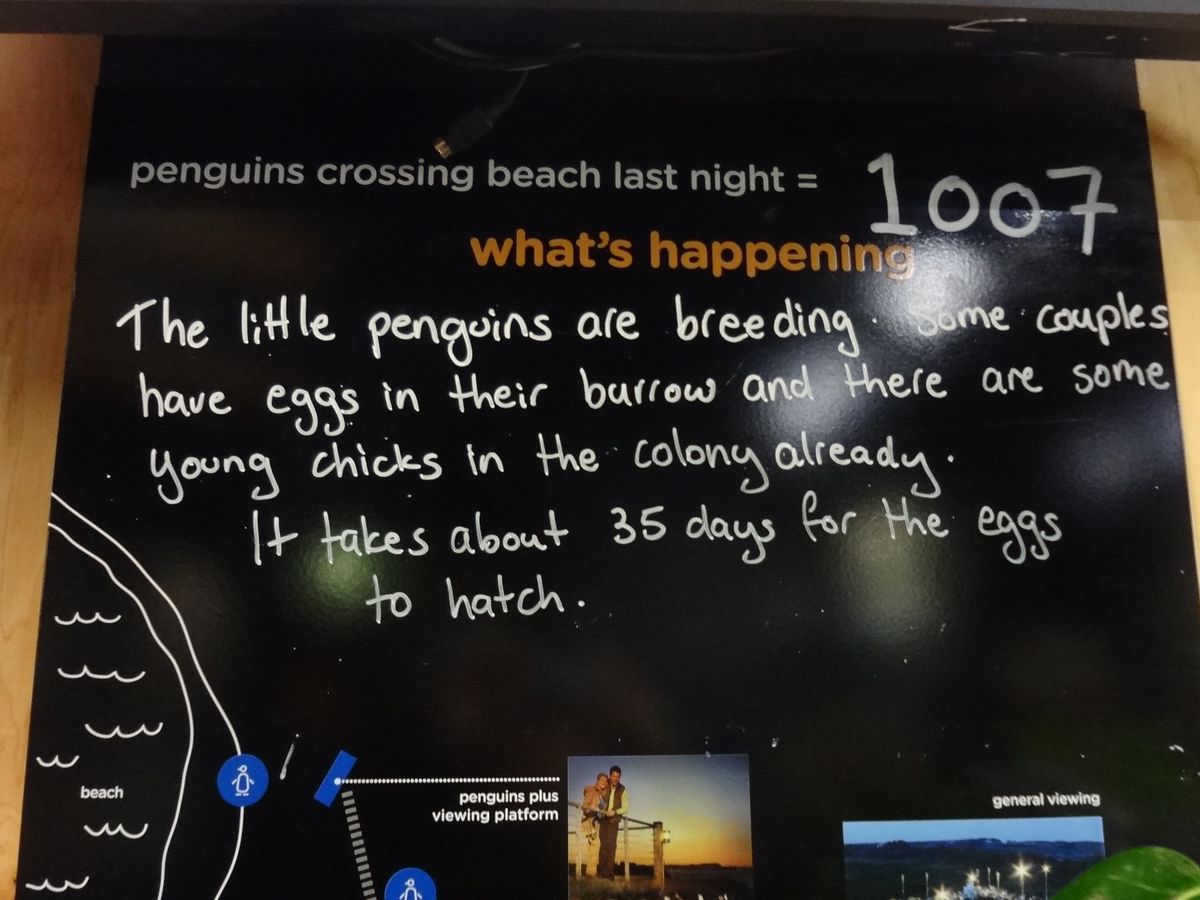 penguins crossing beach last night = 1007
what's happening
The little penguins are breeding. Some couples
have eggs in their burrow and there are some
young chicks in the colony already.
It takes about 35 days for the eggs
to hatch.
beach
penguins plus
viewing platform
general viewing